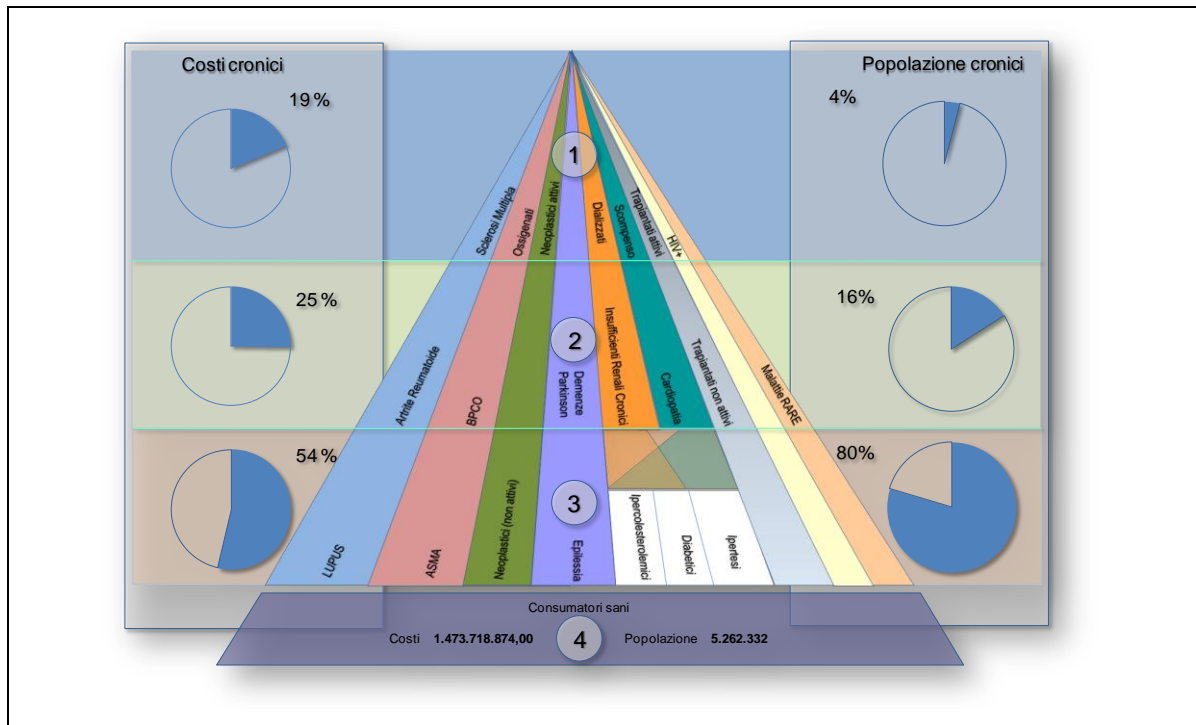 Costi cronici
Popolazione cronici
19 %
4%
1
Sclerosi Multipla
Ossigenati
Neoplastici attivi
Dializzati
Scompenso
Trapiantati attivi
HIV+
25 %
16%
2
Artrite Reumatoide
BPCO
Demenze
Parkinson
Insufficienti Renali Cronici
Cardiopatia
Trapiantati non attivi
Malattie RARE
54 %
80%
3
LUPUS
ASMA
Neoplastici (non attivi)
Epilessia
Ipercolesterolemici
Diabetici
Ipertesi
Consumatori sani
Costi 1.473.718.874,00 4 Popolazione 5.262.332